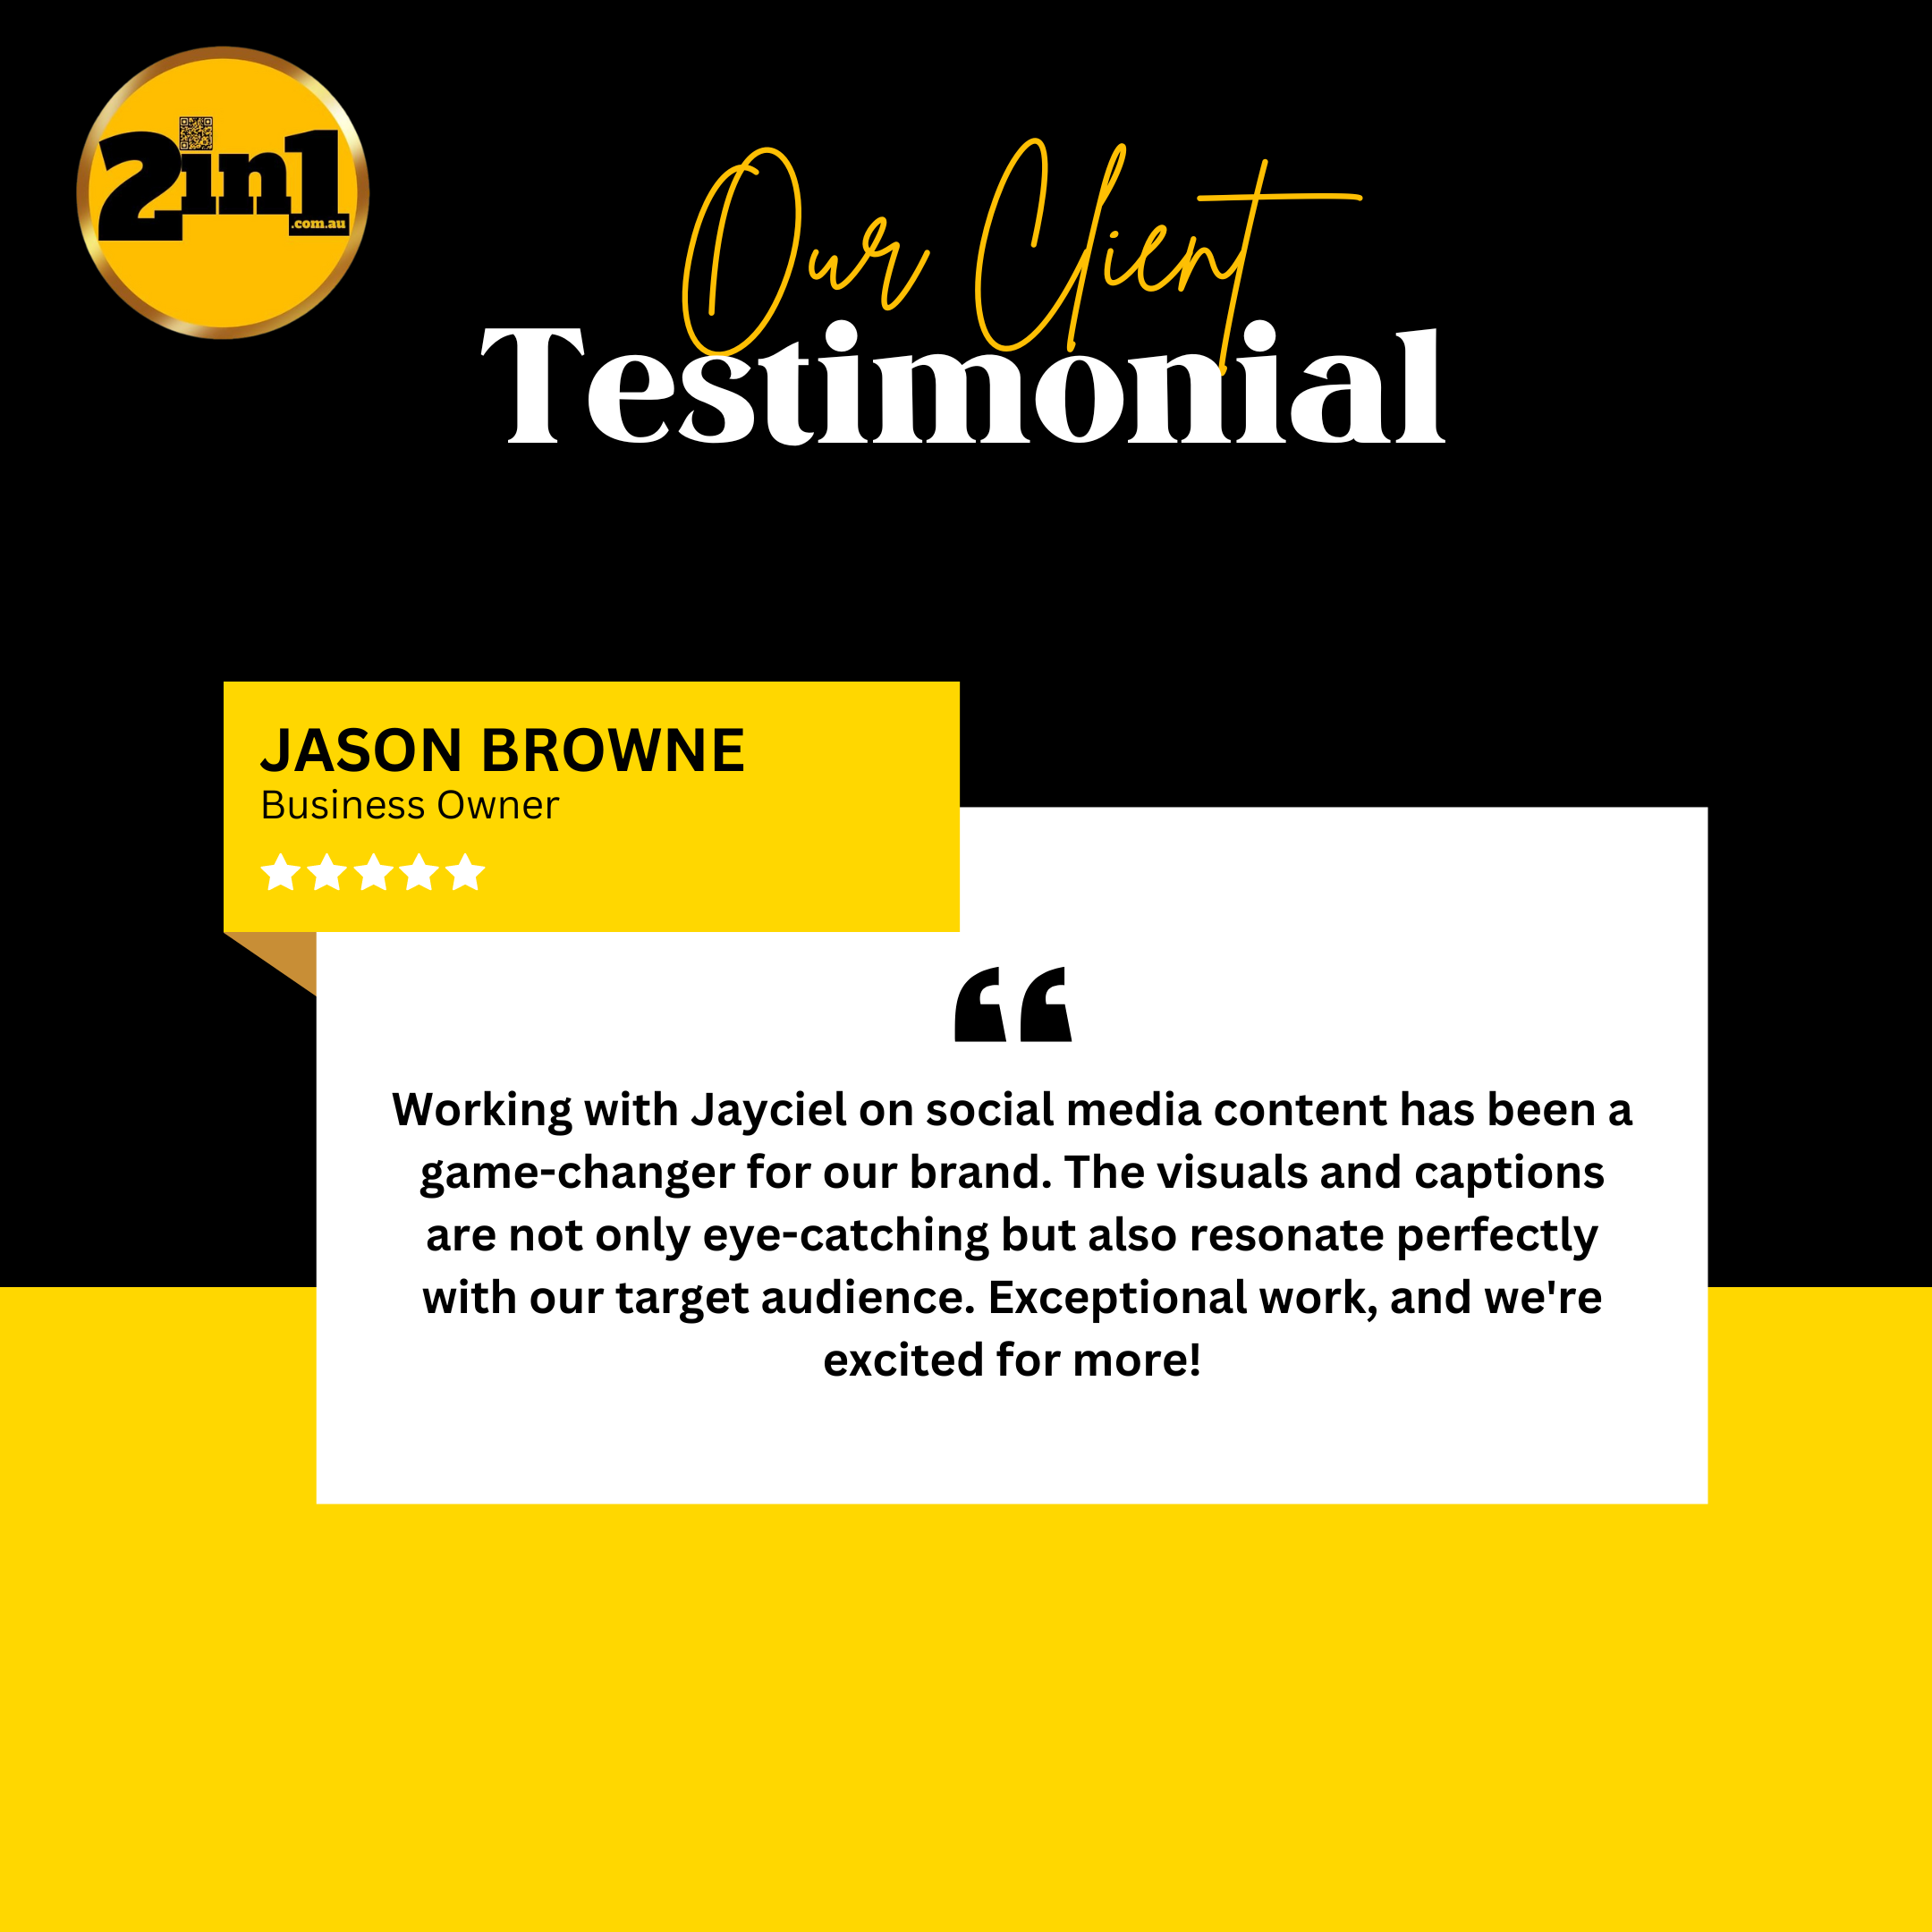 2in1
.com.au
Our Client
Testimonial
JASON BROWNE
Business Owner
“
Working with Jayciel on social media content has been a
game-changer for our brand. The visuals and captions
are not only eye-catching but also resonate perfectly
with our target audience. Exceptional work, and we're
excited for more!